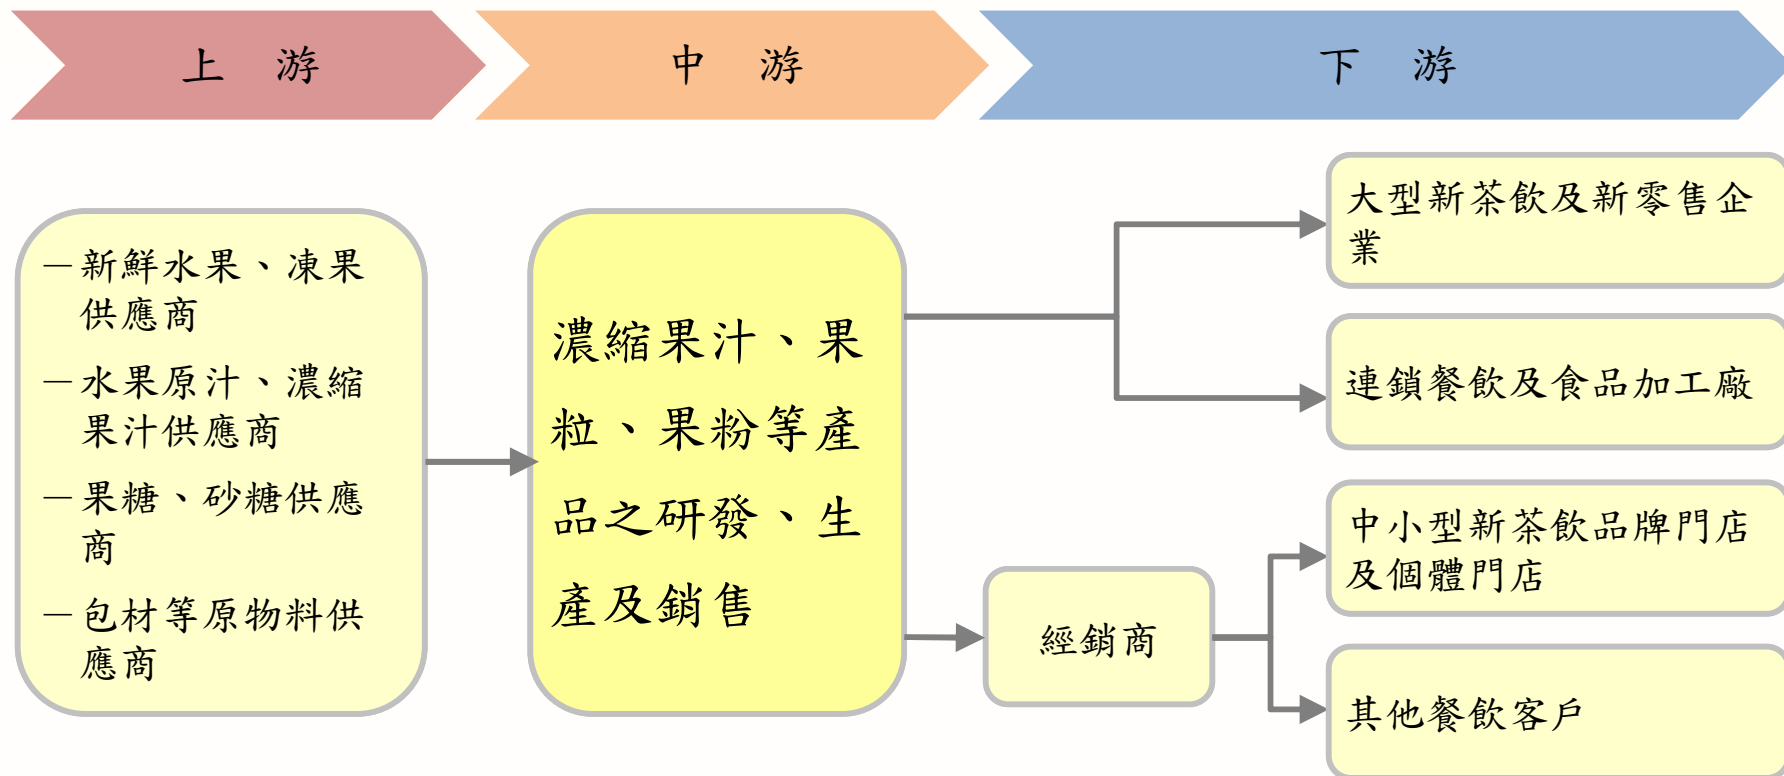 上 游
中 游
下 游
－新鮮水果、凍果
供應商
－水果原汁、濃縮
果汁供應商
－果糖、砂糖供應
商
－包材等原物料供
應商
濃縮果汁、果
粒、果粉等產
品之研發、生
產及銷售
經銷商
大型新茶飲及新零售企
業
連鎖餐飲及食品加工廠
中小型新茶飲品牌門店
及個體門店
其他餐飲客戶